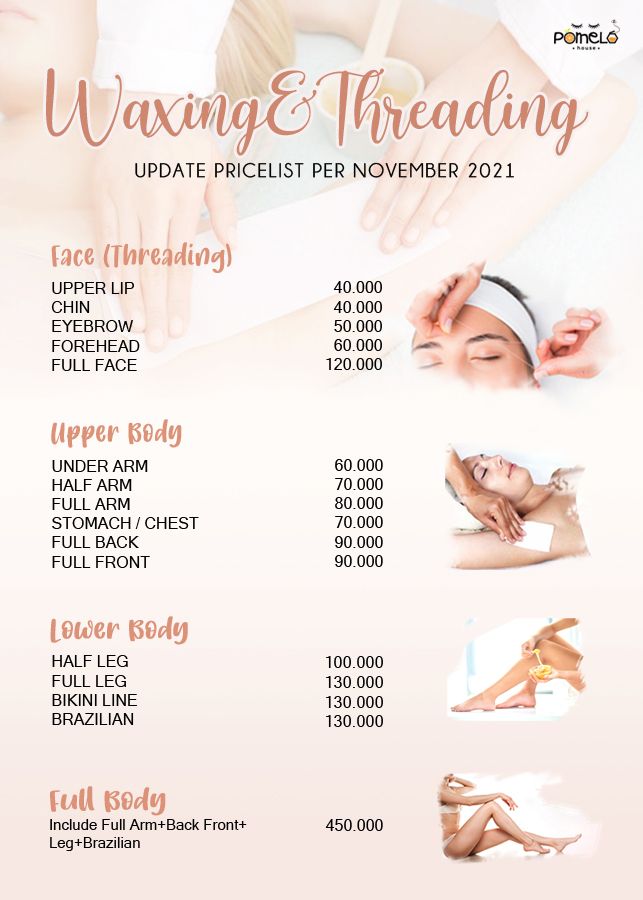 POMELO
house
Waxing&Threading
UPDATE PRICELIST PER NOVEMBER 2021
Face (Threading)
UPPER LIP 40.000
CHIN 40.000
EYEBROW 50.000
FOREHEAD 60.000
FULL FACE 120.000
Upper Body
UNDER ARM 60.000
HALF ARM 70.000
FULL ARM 80.000
STOMACH / CHEST 70.000
FULL BACK 90.000
FULL FRONT 90.000
Lower Body
HALF LEG 100.000
FULL LEG 130.000
BIKINI LINE 130.000
BRAZILIAN 130.000
Full Body
Include Full Arm+Back Front+ 450.000
Leg+Brazilian